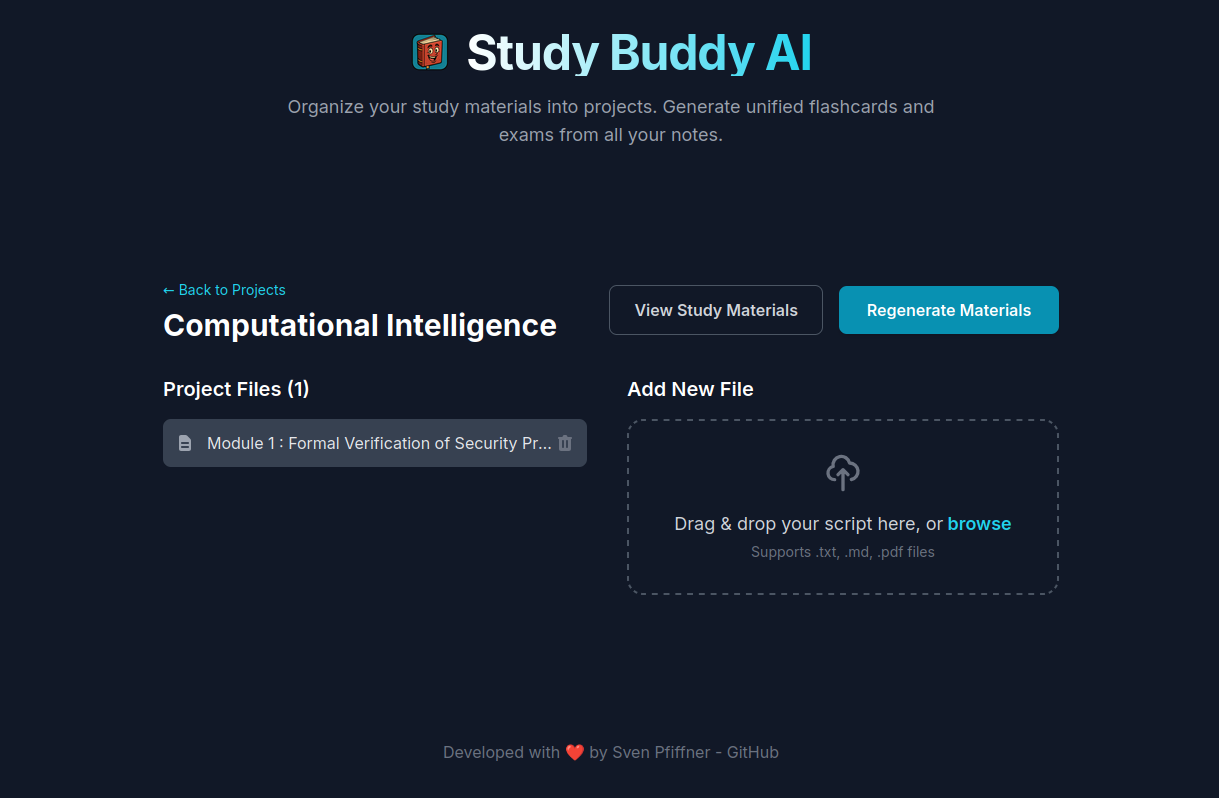 Study Buddy AI
Organize your study materials into projects. Generate unified flashcards and
exams from all your notes.
← Back to Projects
Computational Intelligence
View Study Materials
Regenerate Materials
Project Files (1)
Module 1 : Formal Verification of Security Pr...
Add New File
Drag & drop your script here, or browse
Supports .txt, .md, .pdf files
Developed with ❤️ by Sven Pfiffner - GitHub